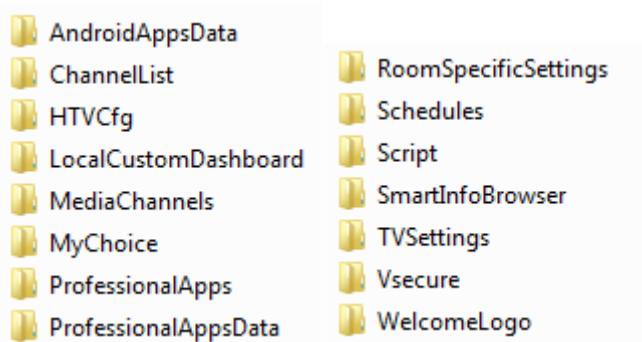 AndroidAppsData
ChannelList
HTVCfg
LocalCustomDashboard
MediaChannels
MyChoice
ProfessionalApps
ProfessionalAppsData
RoomSpecificSettings
Schedules
Script
SmartInfoBrowser
TVSettings
Vsecure
WelcomeLogo